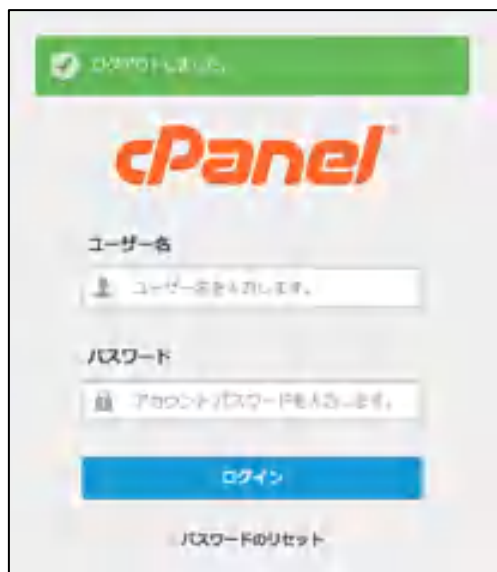 ログアウトしました。
cPanel
ユーザー名
ユーザー名を入力します。
パスワード
アカウントパスワードを入力します。
ログイン
パスワードのリセット